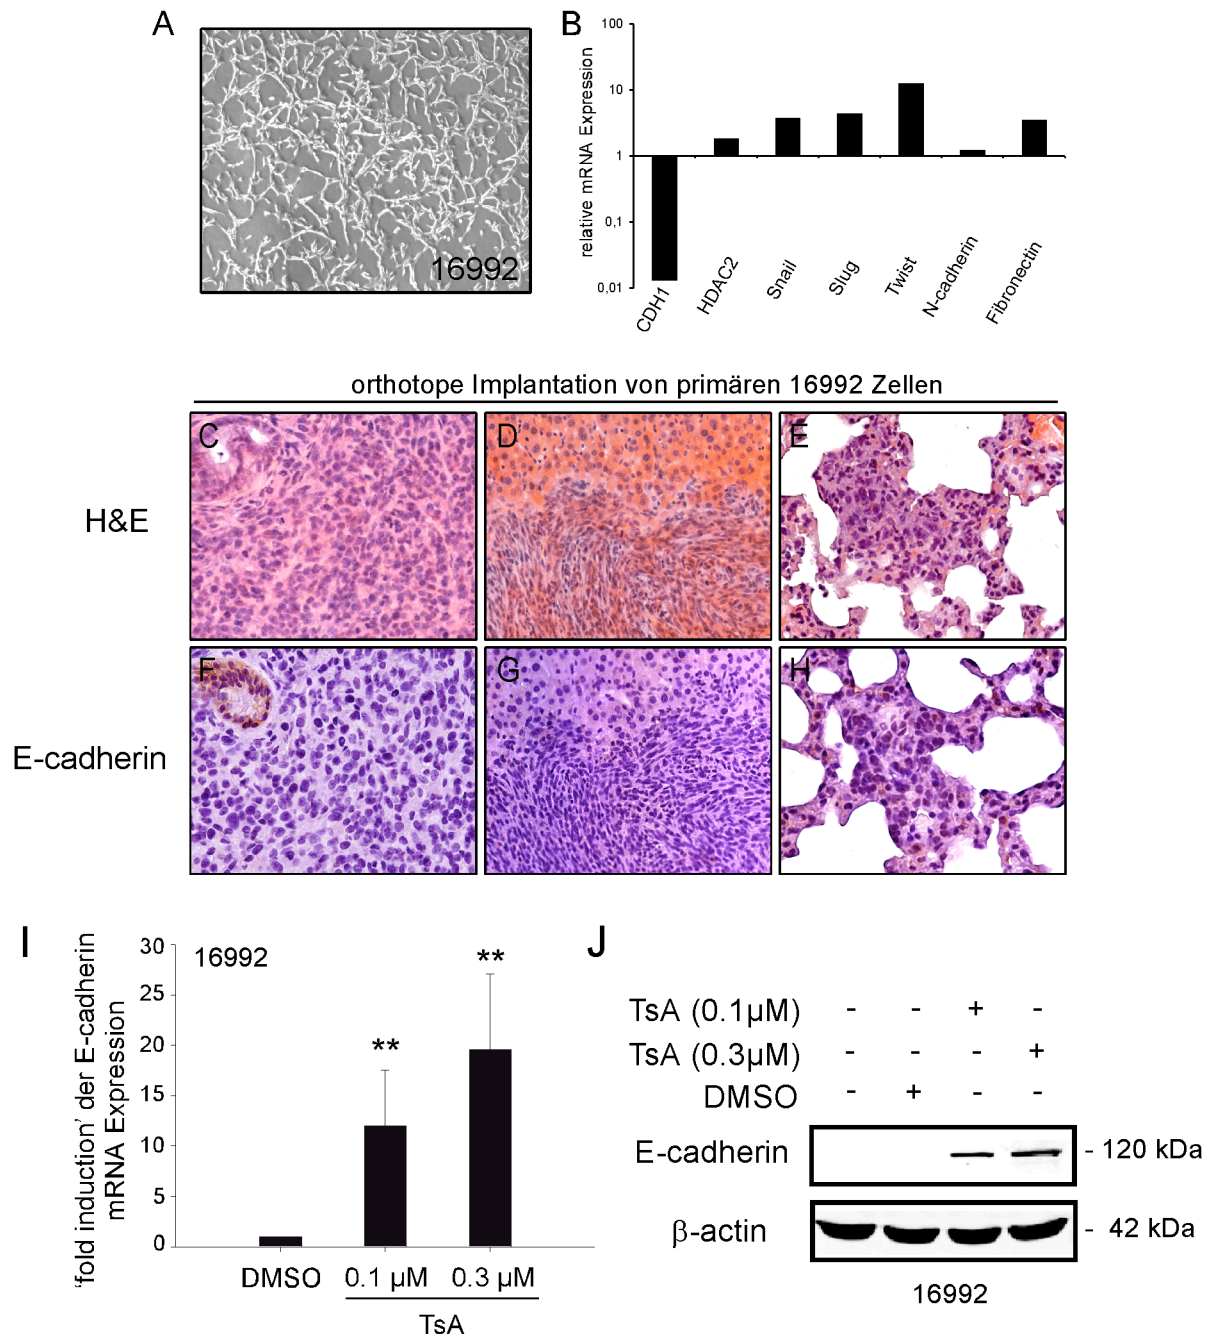 A
16992
B
relative mRNA Expression
100
10
1
0,1
0,01
CDH1
HDAC2
Snail
Slug
Twist
N-cadherin
Fibronectin
orthotope Implantation von primären 16992 Zellen
H&E
C
D
E
E-cadherin
F
G
H
I
'fold induction' der E-cadherin
mRNA Expression
16992
30
25
20
15
10
5
0
**
**
DMSO
0.1 µM
0.3 µM
TsA
J
TsA (0.1µM) - - + -
TsA (0.3µM) - - - +
DMSO - + - -
E-cadherin - 120 kDa
β-actin - 42 kDa
16992